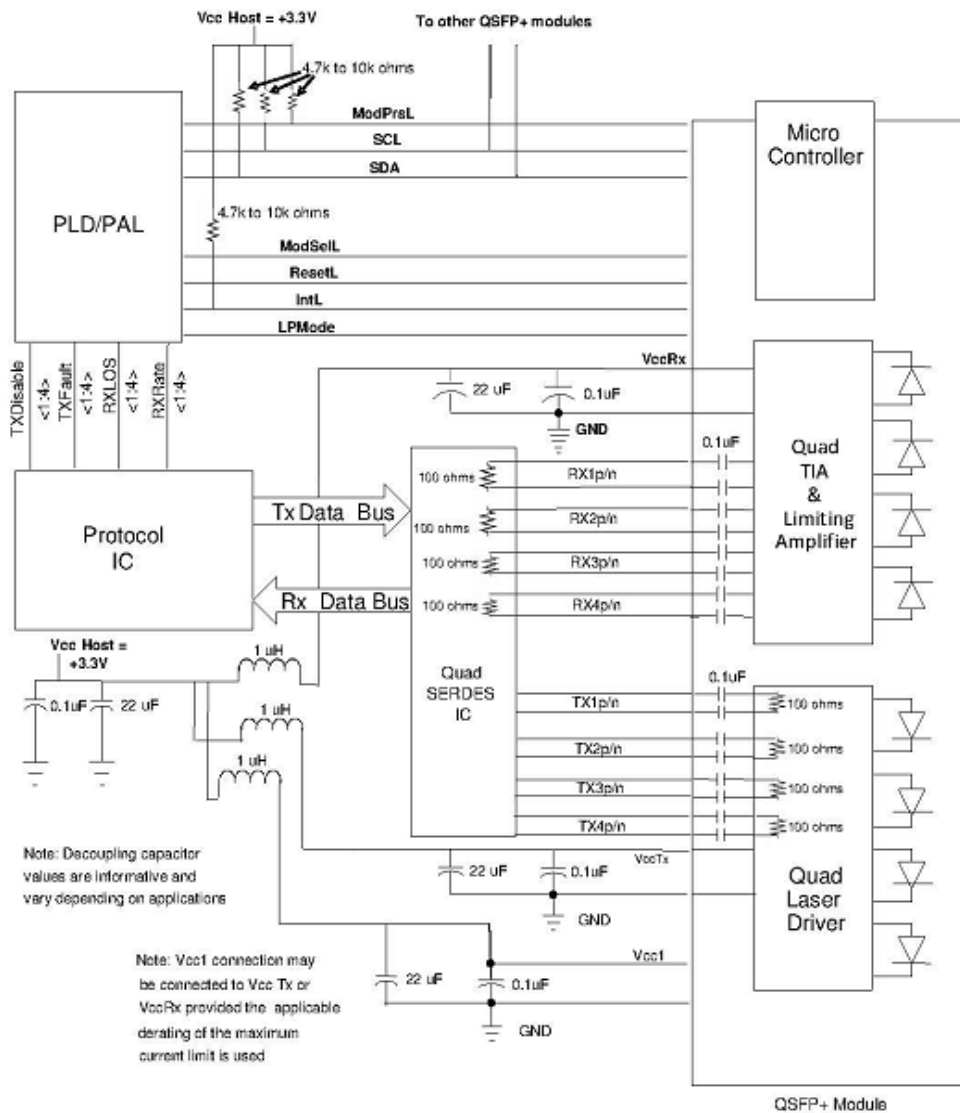 Vcc Host = +3.3V
To other QSFP+ modules
4.7k to 10k ohms
ModPrsL
SCL
SDA
Micro
Controller
PLD/PAL
4.7k to 10k ohms
ModSelL
ResetL
IntL
LPMode
TXDisable
<1:4>
TXFault
<1:4>
RXLOS
<1:4>
RXRate
<1:4>
VccRx
22 uF
0.1uF
GND
0.1uF
Quad
TIA
&
Limiting
Amplifier
100 ohms
RX1p/n
Tx Data Bus
100 ohms
RX2p/n
Protocol
IC
100 ohms
RX3p/n
Rx Data Bus
100 ohms
RX4p/n
Vcc Host =
+3.3V
1 uH
Quad
SERDES
IC
0.1uF
0.1uF
22 uF
1 uH
TX1p/n
100 ohms
1 uH
TX2p/n
100 ohms
TX3p/n
100 ohms
TX4p/n
100 ohms
Note: Decoupling capacitor
values are informative and
vary depending on applications
22 uF
0.1uF
VccTx
GND
Quad
Laser
Driver
Note: Vcc1 connection may
be connected to Vcc Tx or
VccRx provided the applicable
derating of the maximum
current limit is used
Vcc1
22 uF
0.1uF
GND
QSFP+ Module